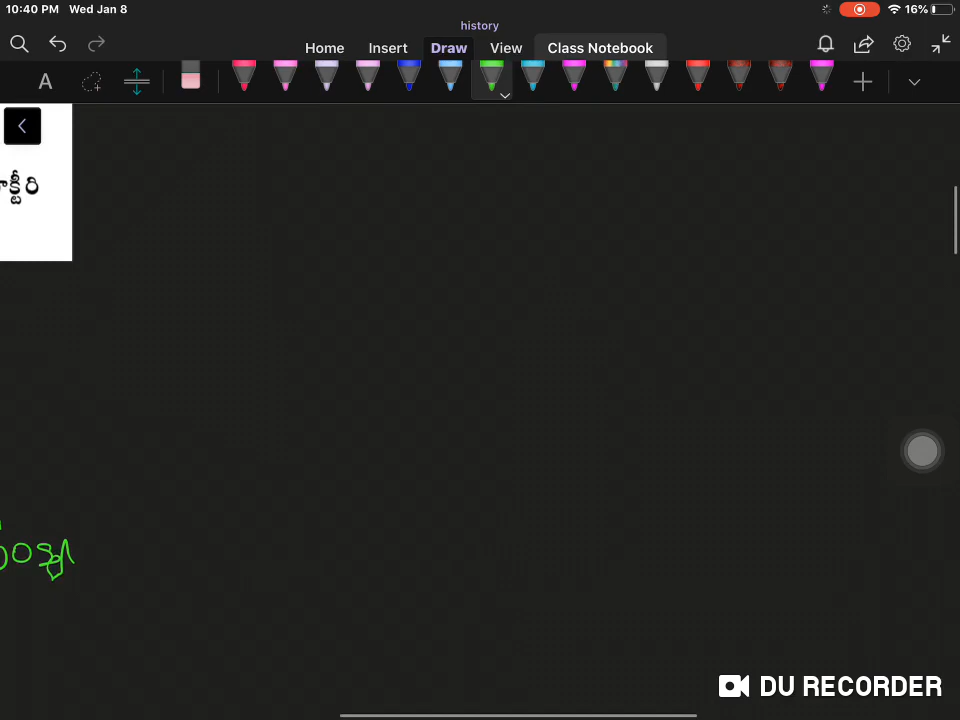 10:40 PM Wed Jan 8
16%
history
Home Insert Draw View Class Notebook
A
క్టీరి
DU RECORDER